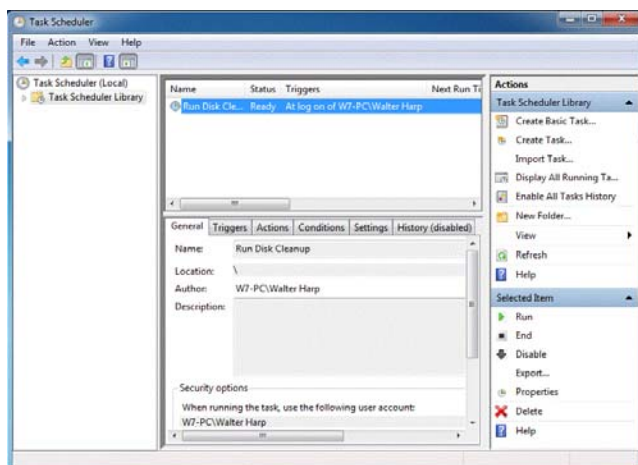 Task Scheduler
File Action View Help
Task Scheduler (Local)
Task Scheduler Library
Name Status Triggers Next Run Ti
Run Disk Cle... Ready At log on of W7-PC\Walter Harp
General Triggers Actions Conditions Settings History (disabled)
Name: Run Disk Cleanup
Location: \
Author: W7-PC\Walter Harp
Description:
Security options
When running the task, use the following user account:
W7-PC\Walter Harp
Actions
Task Scheduler Library
Create Basic Task...
Create Task...
Import Task...
Display All Running Ta...
Enable All Tasks History
New Folder...
View
Refresh
Help
Selected Item
Run
End
Disable
Export...
Properties
Delete
Help